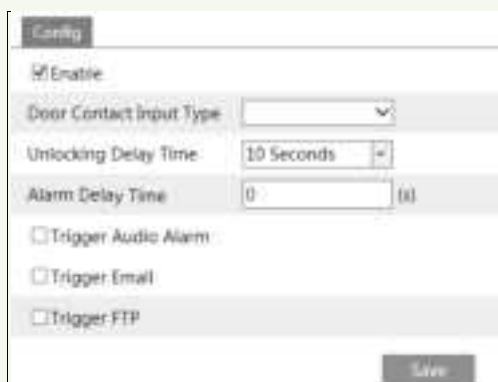 Config
Enable
Door Contact Input Type
Unlocking Delay Time 10 Seconds
Alarm Delay Time 0 (s)
Trigger Audio Alarm
Trigger Email
Trigger FTP
Save